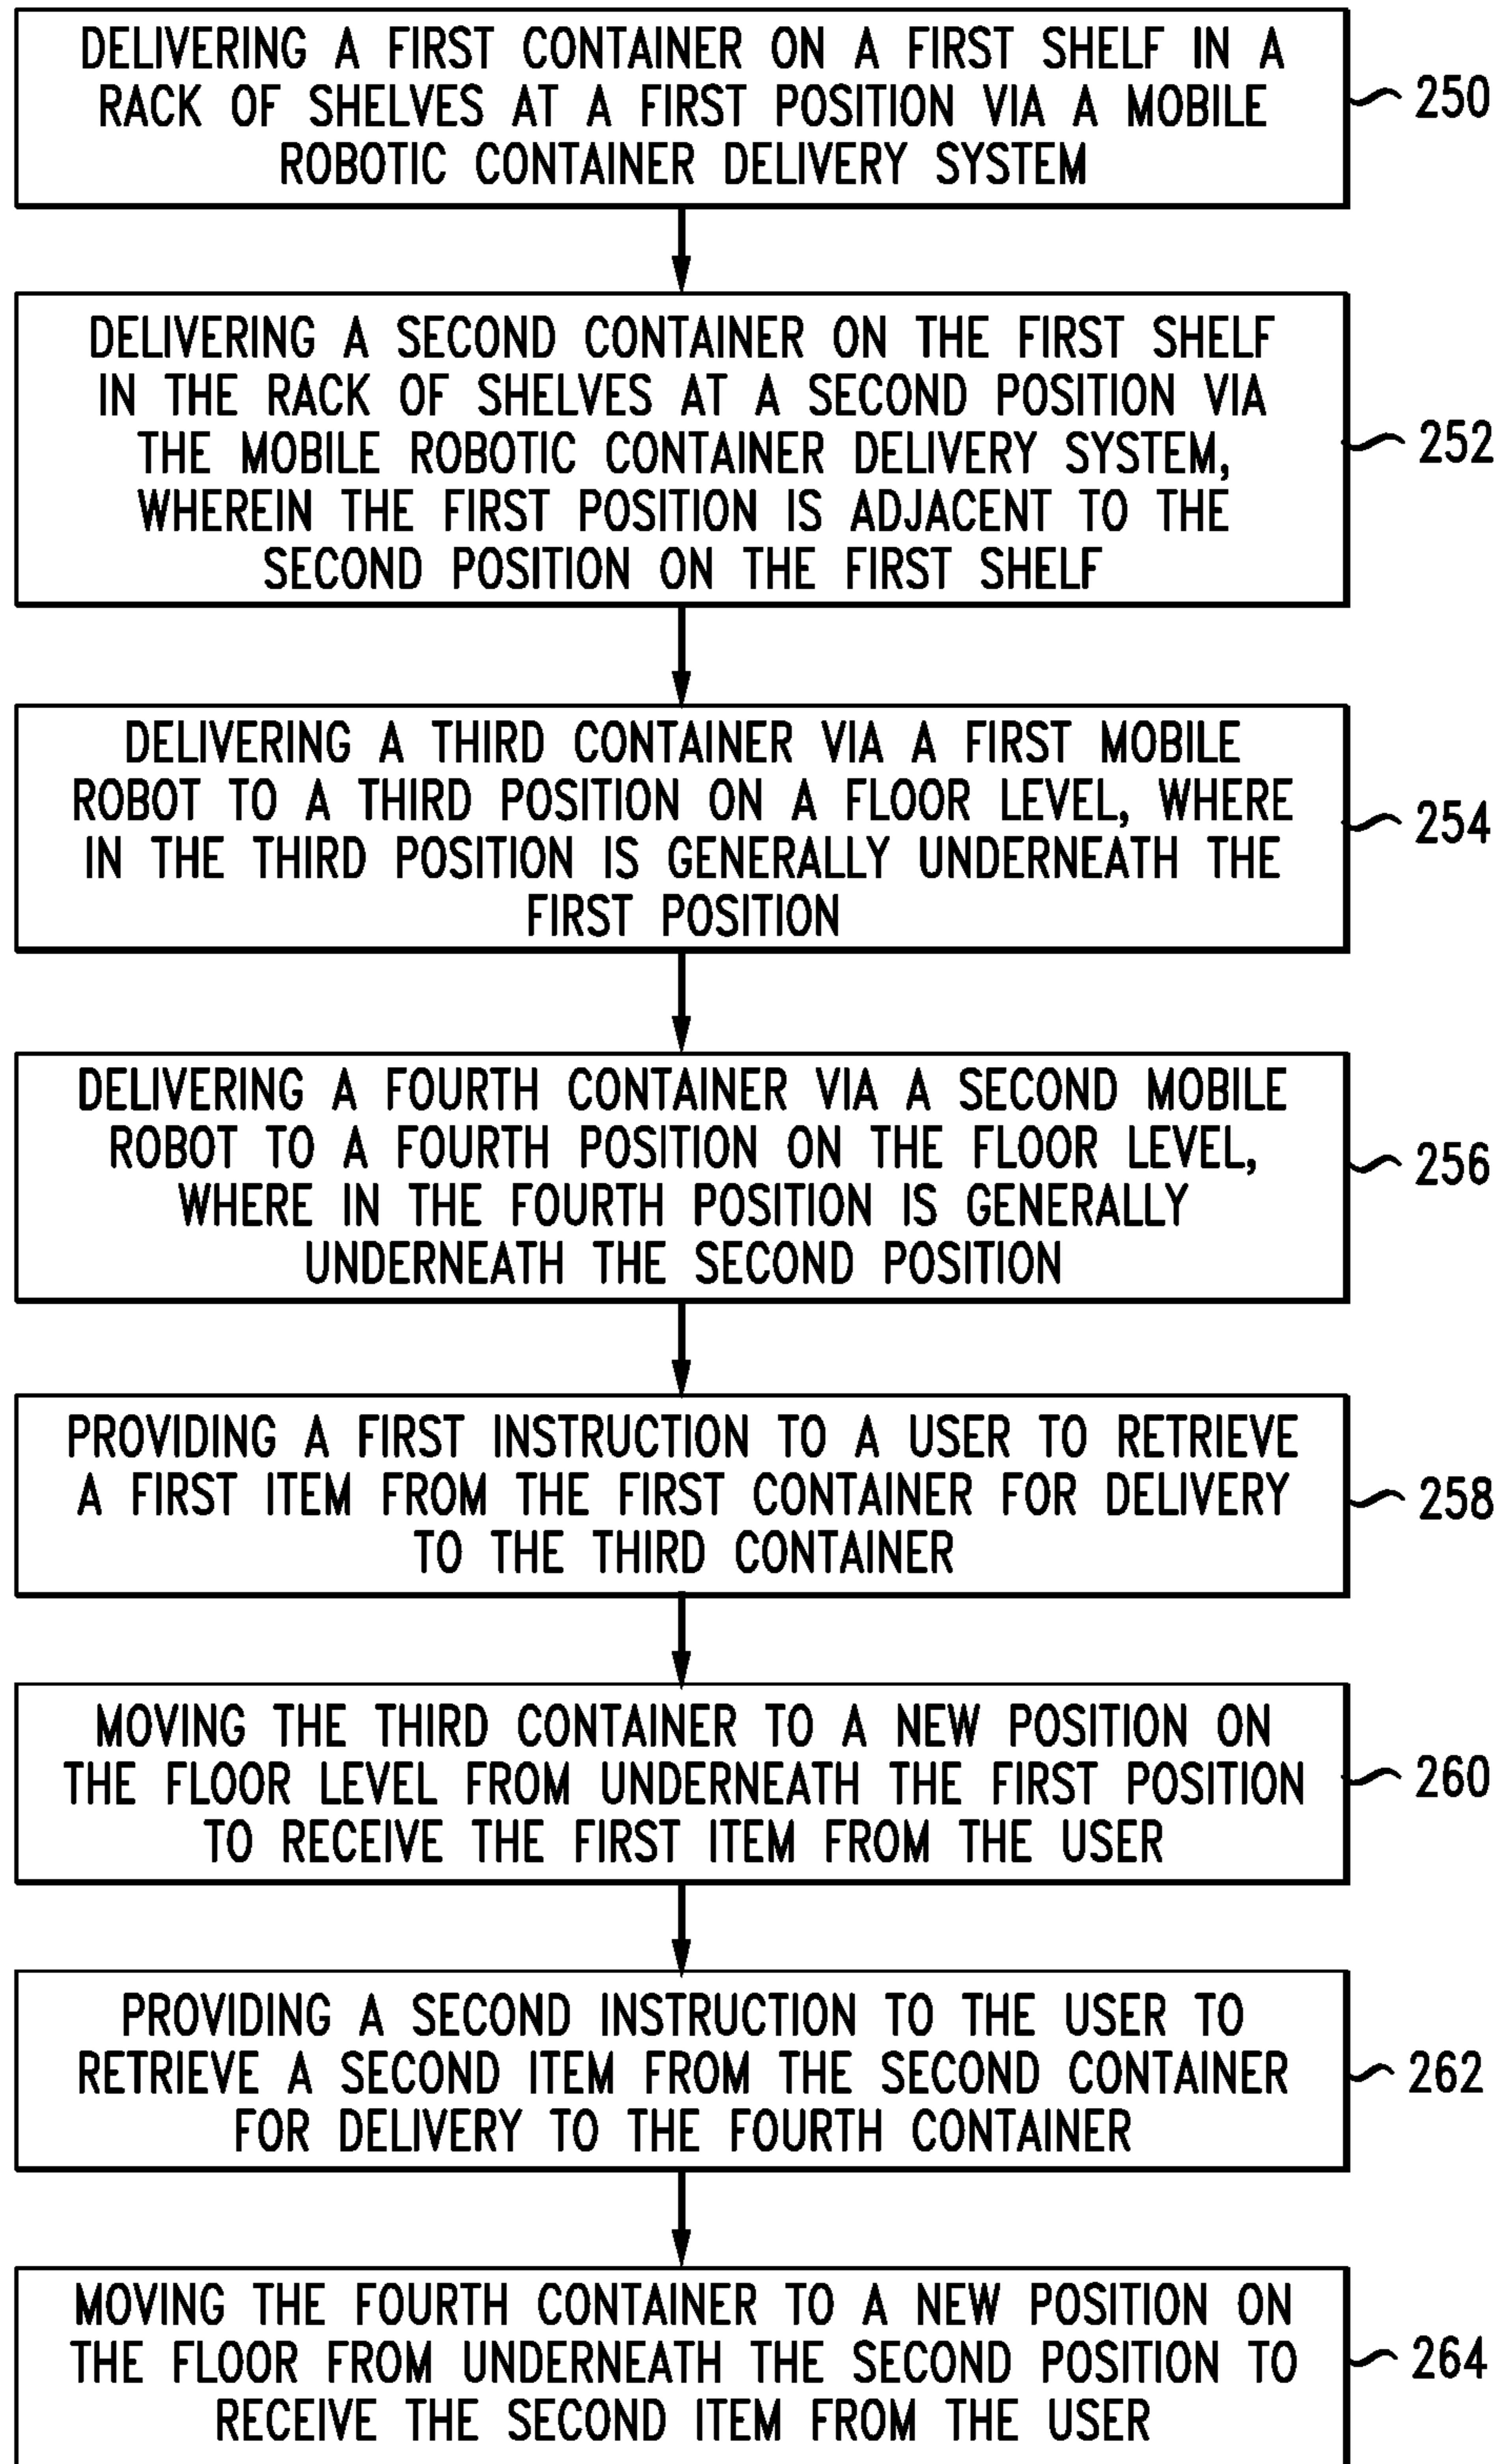 DELIVERING A FIRST CONTAINER ON A FIRST SHELF IN A
RACK OF SHELVES AT A FIRST POSITION VIA A MOBILE
ROBOTIC CONTAINER DELIVERY SYSTEM
250
DELIVERING A SECOND CONTAINER ON THE FIRST SHELF
IN THE RACK OF SHELVES AT A SECOND POSITION VIA
THE MOBILE ROBOTIC CONTAINER DELIVERY SYSTEM,
WHEREIN THE FIRST POSITION IS ADJACENT TO THE
SECOND POSITION ON THE FIRST SHELF
252
DELIVERING A THIRD CONTAINER VIA A FIRST MOBILE
ROBOT TO A THIRD POSITION ON A FLOOR LEVEL, WHERE
IN THE THIRD POSITION IS GENERALLY UNDERNEATH THE
FIRST POSITION
254
DELIVERING A FOURTH CONTAINER VIA A SECOND MOBILE
ROBOT TO A FOURTH POSITION ON THE FLOOR LEVEL,
WHERE IN THE FOURTH POSITION IS GENERALLY
UNDERNEATH THE SECOND POSITION
256
PROVIDING A FIRST INSTRUCTION TO A USER TO RETRIEVE
A FIRST ITEM FROM THE FIRST CONTAINER FOR DELIVERY
TO THE THIRD CONTAINER
258
MOVING THE THIRD CONTAINER TO A NEW POSITION ON
THE FLOOR LEVEL FROM UNDERNEATH THE FIRST POSITION
TO RECEIVE THE FIRST ITEM FROM THE USER
260
PROVIDING A SECOND INSTRUCTION TO THE USER TO
RETRIEVE A SECOND ITEM FROM THE SECOND CONTAINER
FOR DELIVERY TO THE FOURTH CONTAINER
262
MOVING THE FOURTH CONTAINER TO A NEW POSITION ON
THE FLOOR FROM UNDERNEATH THE SECOND POSITION TO
RECEIVE THE SECOND ITEM FROM THE USER
264